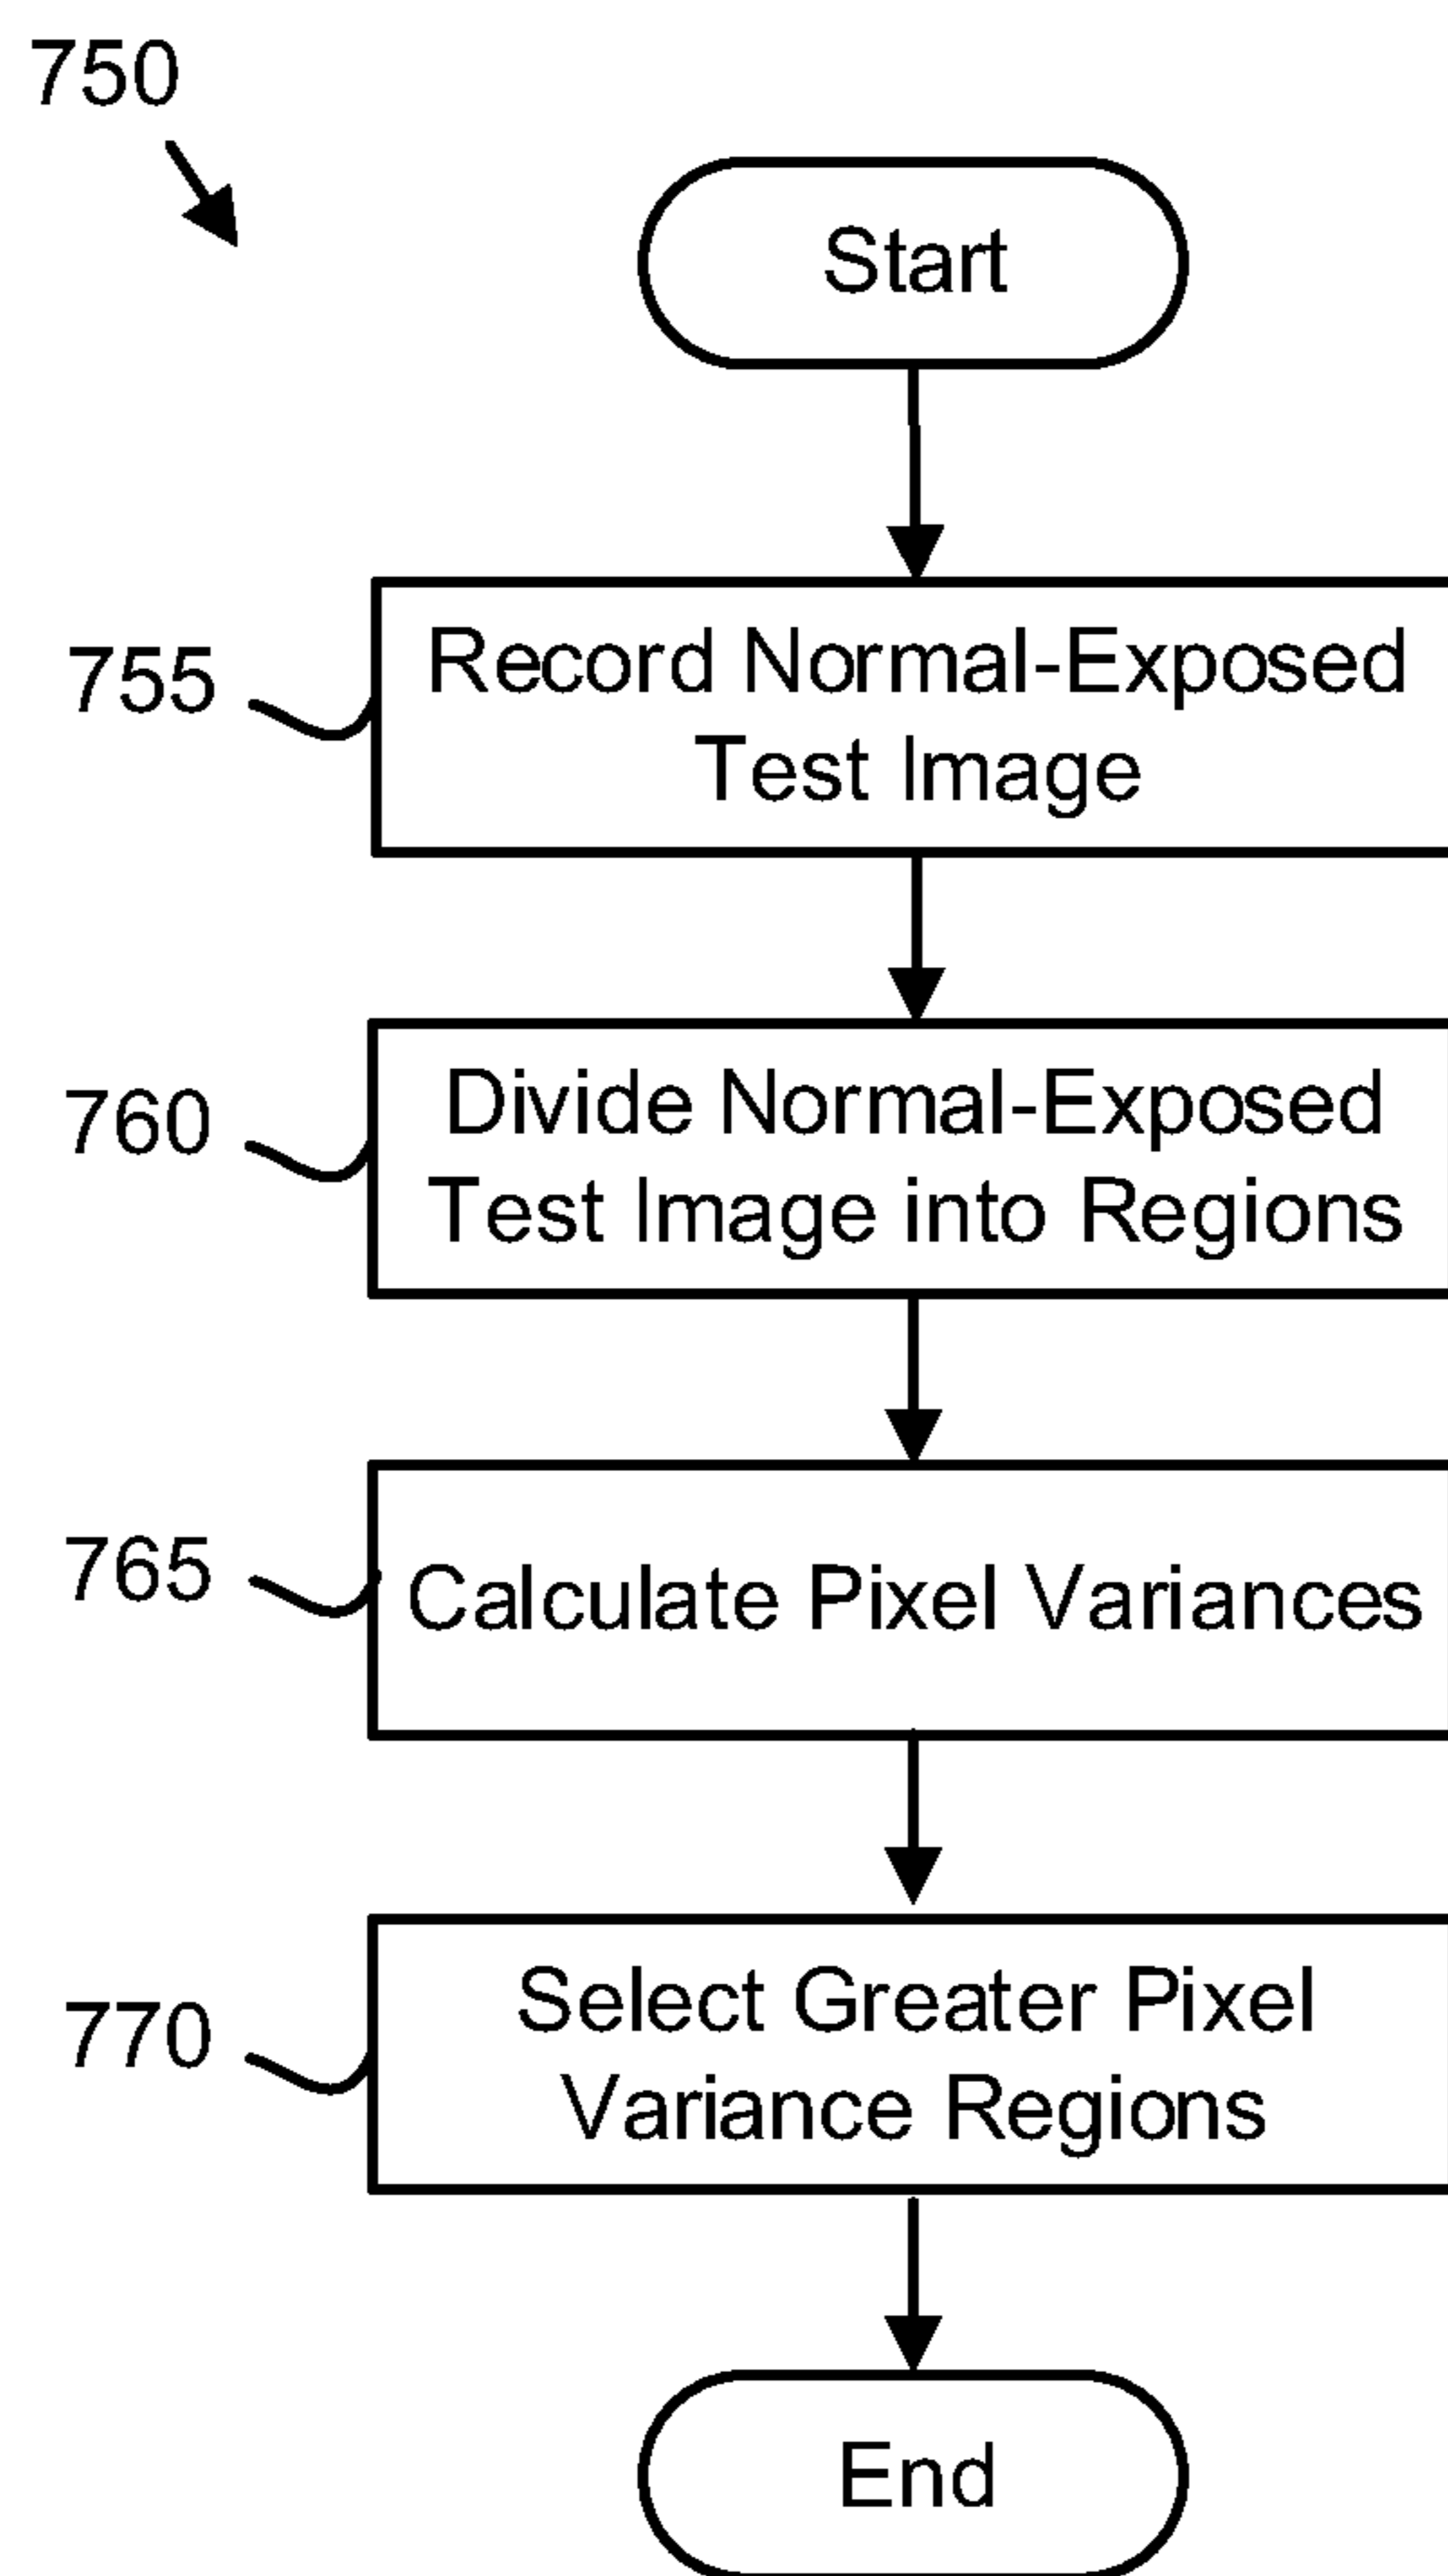 750
Start
755
Record Normal-Exposed
Test Image
760
Divide Normal-Exposed
Test Image into Regions
765
Calculate Pixel Variances
770
Select Greater Pixel
Variance Regions
End